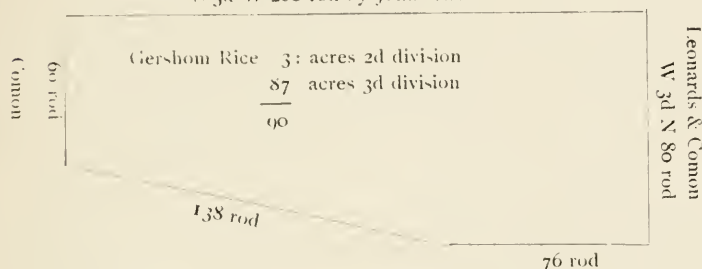 Gershom Rice 3: acres 2d division
87 acres 3d division
90
Comon
60 rod
Leonards & Comon
W 3d N 80 rod
138 rod
76 rod